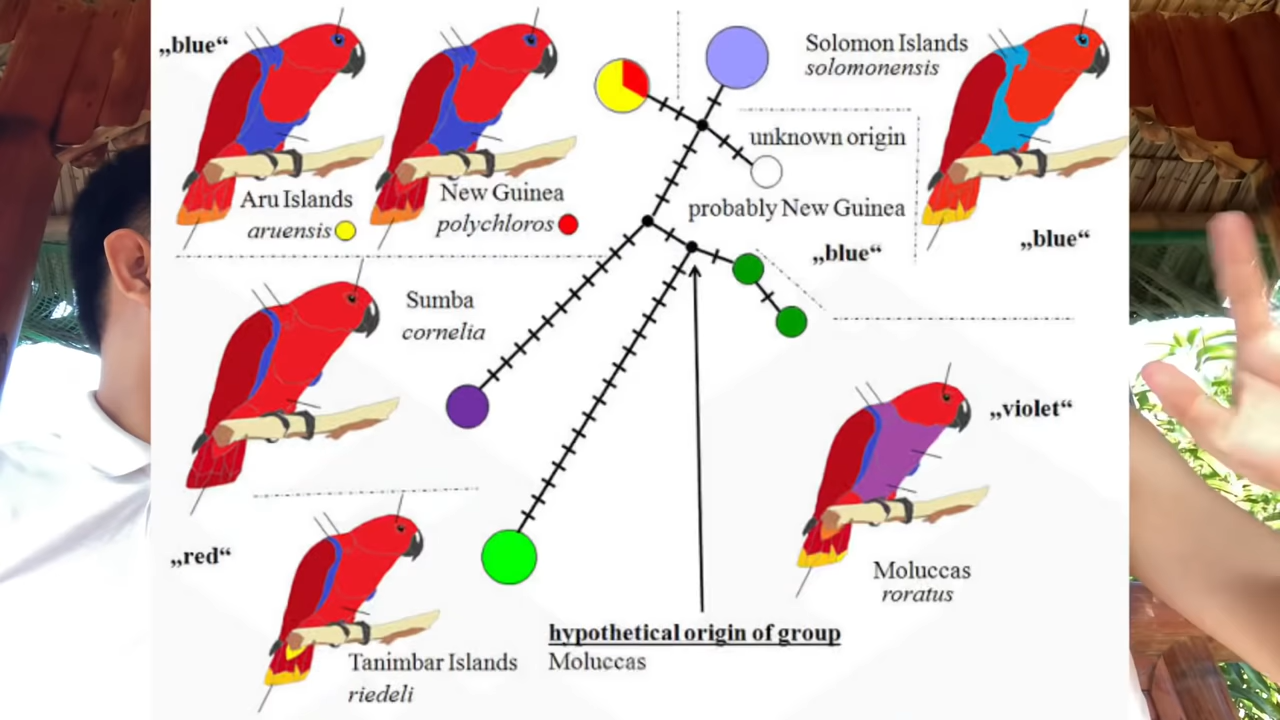 „blue“
Aru Islands
aruensis
New Guinea
polychloros
Solomon Islands
solomonensis
unknown origin
probably New Guinea
„blue“
„blue“
Sumba
cornelia
„red“
Tanimbar Islands
riedeli
„violet“
Moluccas
roratus
hypothetical origin of group
Moluccas